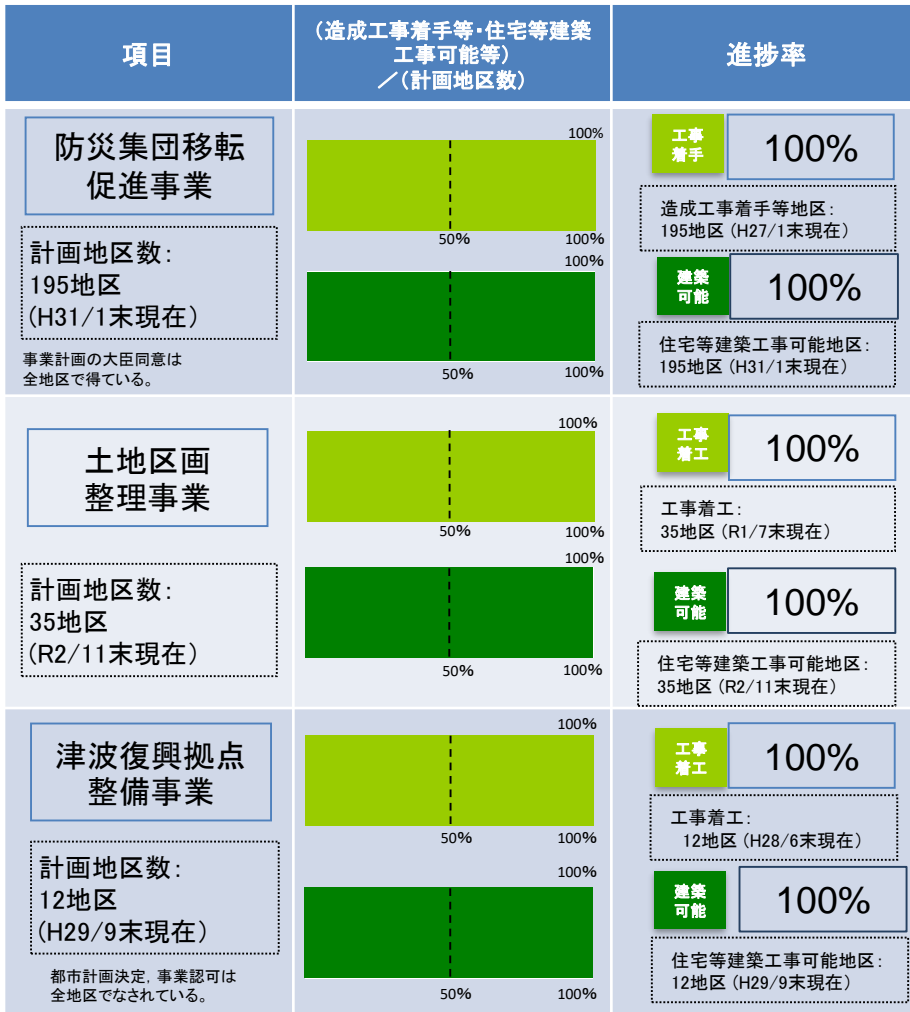 項目
(造成工事着手等・住宅等建築
工事可能等)
／(計画地区数)
進捗率
防災集団移転
促進事業
計画地区数：
195地区
(H31/1末現在)
事業計画の大臣同意は
全地区で得ている。
100%
50%
100%
100%
50%
100%
工事
着手
100%
造成工事着手等地区：
195地区 (H27/1末現在)
建築
可能
100%
住宅等建築工事可能地区：
195地区 (H31/1末現在)
土地区画
整理事業
計画地区数：
35地区
(R2/11末現在)
100%
50%
100%
100%
50%
100%
工事
着工
100%
工事着工：
35地区 (R1/7末現在)
建築
可能
100%
住宅等建築工事可能地区：
35地区 (R2/11末現在)
津波復興拠点
整備事業
計画地区数：
12地区
(H29/9末現在)
都市計画決定，事業認可は
全地区でなされている。
100%
50%
100%
100%
50%
100%
工事
着工
100%
工事着工：
12地区 (H28/6末現在)
建築
可能
100%
住宅等建築工事可能地区：
12地区 (H29/9末現在)